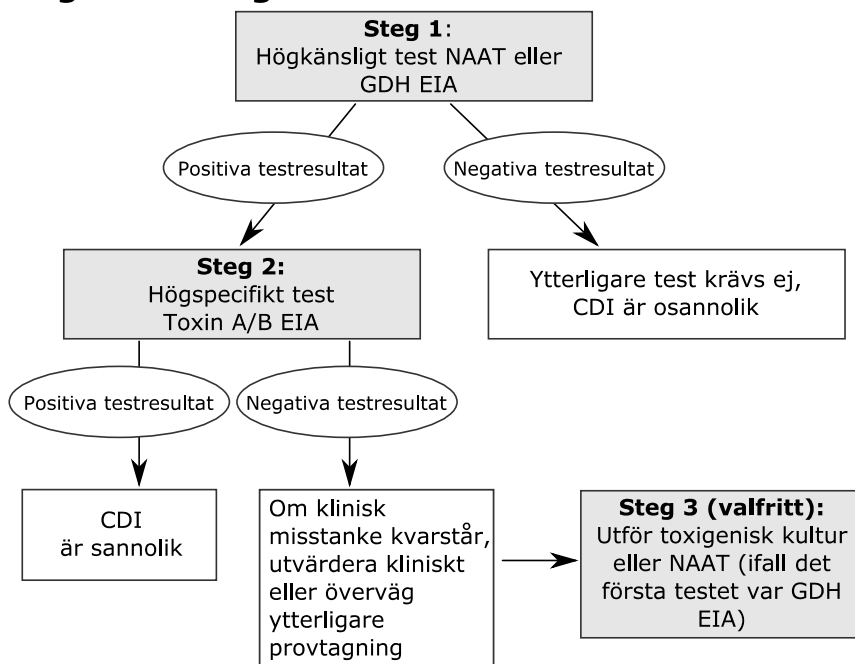 Steg 1:
Högkänsligt test NAAT eller
GDH EIA
Positiva testresultat
Negativa testresultat
Steg 2:
Högspecifikt test
Toxin A/B EIA
Ytterligare test krävs ej,
CDI är osannolik
Positiva testresultat
Negativa testresultat
CDI
är sannolik
Om klinisk
misstanke kvarstår,
utvärdera kliniskt
eller överväg
ytterligare
provtagning
Steg 3 (valfritt):
Utför toxigenisk kultur
eller NAAT (ifall det
första testet var GDH
EIA)